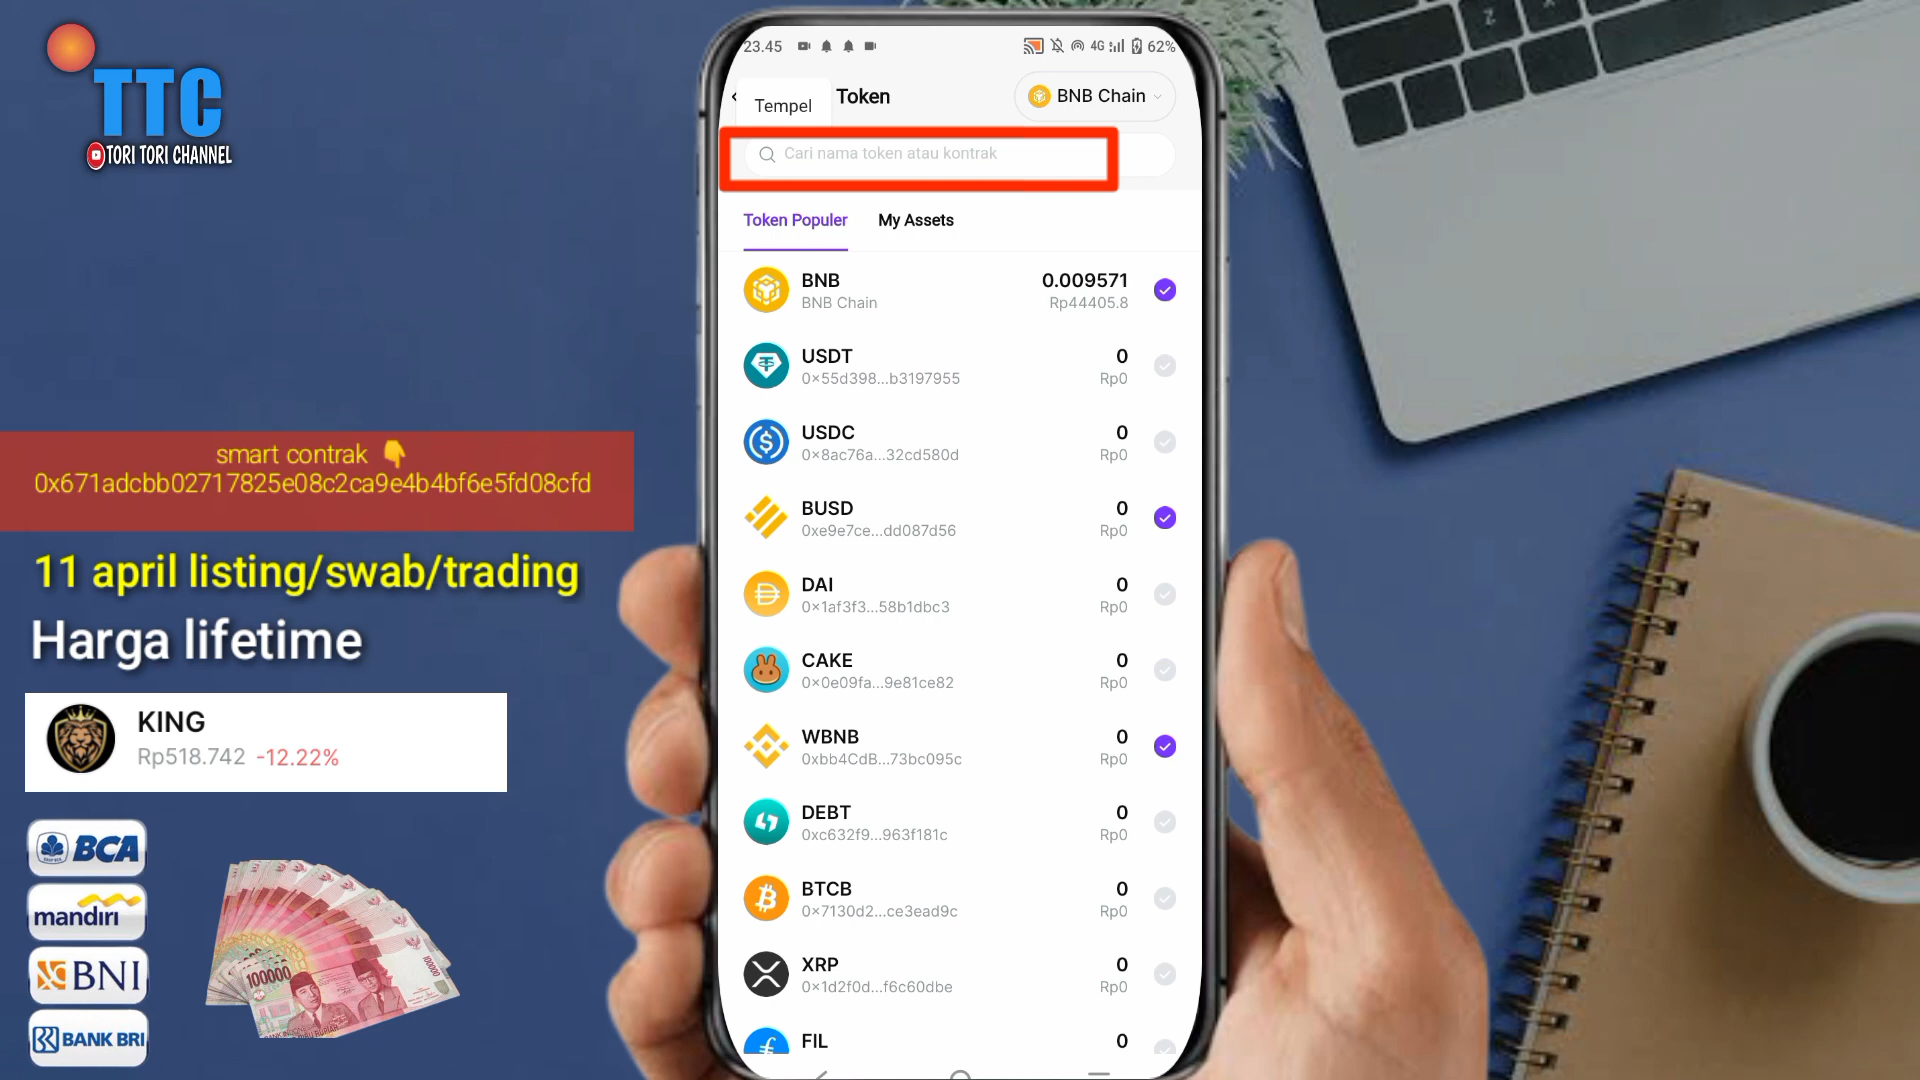 TTC
TORI TORI CHANNEL
smart contrak
0x671adcbb02717825e08c2ca9e4b4bf6e5fd08cfd
11 april listing/swab/trading
Harga lifetime
KING
Rp518.742 -12.22%
BCA
mandiri
BNI
BANK BRI
100000
100000
23.45
4G
62%
Tempel
Token
BNB Chain
Cari nama token atau kontrak
Token Populer
My Assets
BNB 0.009571
BNB Chain Rp44405.8
USDT 0
0x55d398...b3197955 Rp0
USDC 0
0x8ac76a...32cd580d Rp0
BUSD 0
0xe9e7ce...dd087d56 Rp0
DAI 0
0x1af3f3...58b1dbc3 Rp0
CAKE 0
0x0e09fa...9e81ce82 Rp0
WBNB 0
0xbb4CdB...73bc095c Rp0
DEBT 0
0xc632f9...963f181c Rp0
BTCB 0
0x7130d2...ce3ead9c Rp0
XRP 0
0x1d2f0d...f6c60dbe Rp0
FIL 0
Z